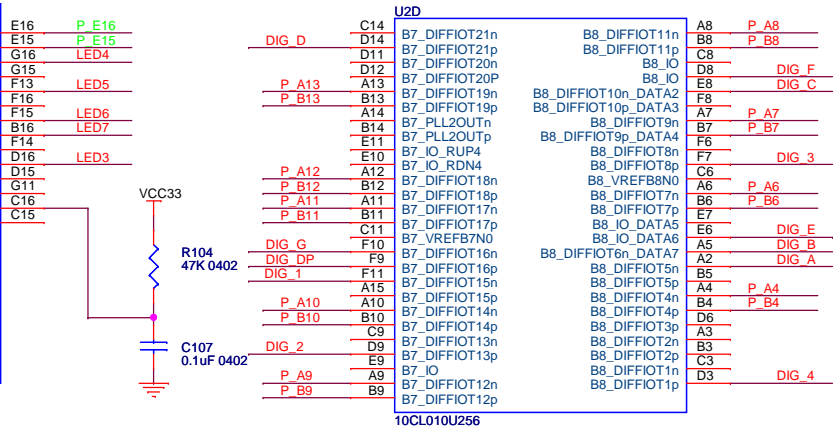 E16 P_E16
E15 P_E15
G16 LED4
G15
F13 LED5
F16
F15 LED6
B16 LED7
F14
D16 LED3
D15
G11
C16
C15
VCC33
R104
47K 0402
C107
0.1uF 0402
U2D
C14 B7_DIFFIOT21n
DIG_D D14 B7_DIFFIOT21p
D11 B7_DIFFIOT20n
D12 B7_DIFFIOT20P
P_A13 A13 B7_DIFFIOT19n
P_B13 B13 B7_DIFFIOT19p
A14 B7_PLL2OUTn
B14 B7_PLL2OUTp
E11 B7_IO_RUP4
E10 B7_IO_RDN4
P_A12 A12 B7_DIFFIOT18n
P_B12 B12 B7_DIFFIOT18p
P_A11 A11 B7_DIFFIOT17n
P_B11 B11 B7_DIFFIOT17p
C11 B7_VREFB7N0
DIG_G F10 B7_DIFFIOT16n
DIG_DP F9 B7_DIFFIOT16p
DIG_1 F11 B7_DIFFIOT15n
A15 B7_DIFFIOT15p
P_A10 A10 B7_DIFFIOT14n
P_B10 B10 B7_DIFFIOT14p
C9 B7_DIFFIOT13n
DIG_2 D9 B7_DIFFIOT13p
E9 B7_IO
P_A9 A9 B7_DIFFIOT12n
P_B9 B9 B7_DIFFIOT12p
B8_DIFFIOT11n A8 P_A8
B8_DIFFIOT11p B8 P_B8
B8_IO C8
B8_IO D8 DIG_F
B8_DIFFIOT10n_DATA2 E8 DIG_C
B8_DIFFIOT10p_DATA3 F8
B8_DIFFIOT9n A7 P_A7
B8_DIFFIOT9p_DATA4 B7 P_B7
B8_DIFFIOT8n F6
B8_DIFFIOT8p F7 DIG_3
B8_VREFB8N0 C6
B8_DIFFIOT7n A6 P_A6
B8_DIFFIOT7p B6 P_B6
B8_IO_DATA5 E7
B8_IO_DATA6 E6 DIG_E
B8_DIFFIOT6n_DATA7 A5 DIG_B
B8_DIFFIOT5n A2 DIG_A
B8_DIFFIOT5p B5
B8_DIFFIOT4n A4 P_A4
B8_DIFFIOT4p B4 P_B4
B8_DIFFIOT3p D6
B8_DIFFIOT2n A3
B8_DIFFIOT2p B3
B8_DIFFIOT1n C3
B8_DIFFIOT1p D3 DIG_4
10CL010U256